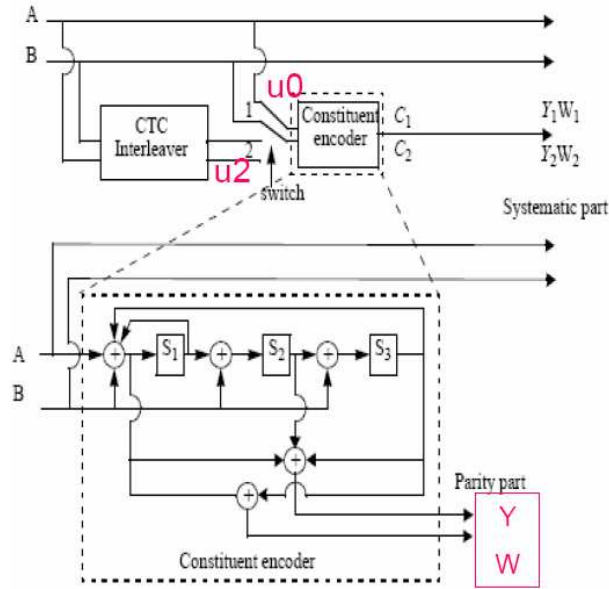 A
B
u0
1
Constituent
encoder
C1
C2
Y1W1
Y2W2
CTC
Interleaver
2
u2
switch
Systematic part
A
B
S1
S2
S3
+
+
+
+
+
Parity part
Y
W
Constituent encoder